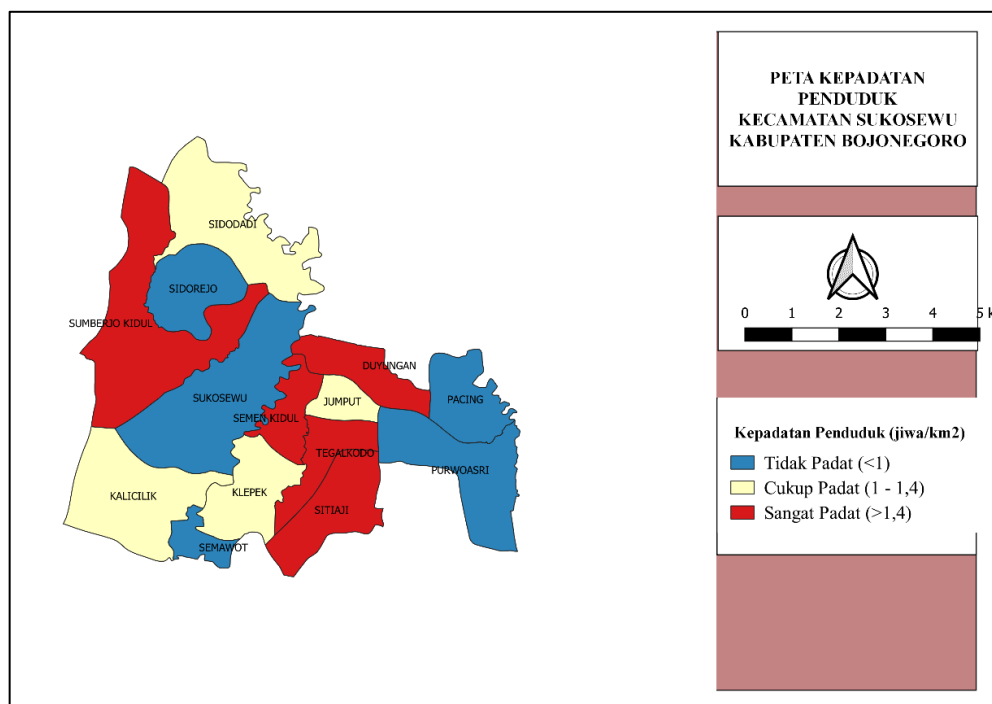 PETA KEPADATAN
PENDUDUK
KECAMATAN SUKOSEWU
KABUPATEN BOJONEGORO
0 1 2 3 4 5 k
Kepadatan Penduduk (jiwa/km2)
Tidak Padat (<1)
Cukup Padat (1 - 1,4)
Sangat Padat (>1,4)
SIDODADI
SIDOREJO
SUMBERJO KIDUL
DUYUNGAN
SUKOSEWU
JUMPUT
PACING
SEMEN KIDUL
TEGALKODO
PURWOASRI
KALICILIK
KLEPEK
SITIAJI
SEMAWOT